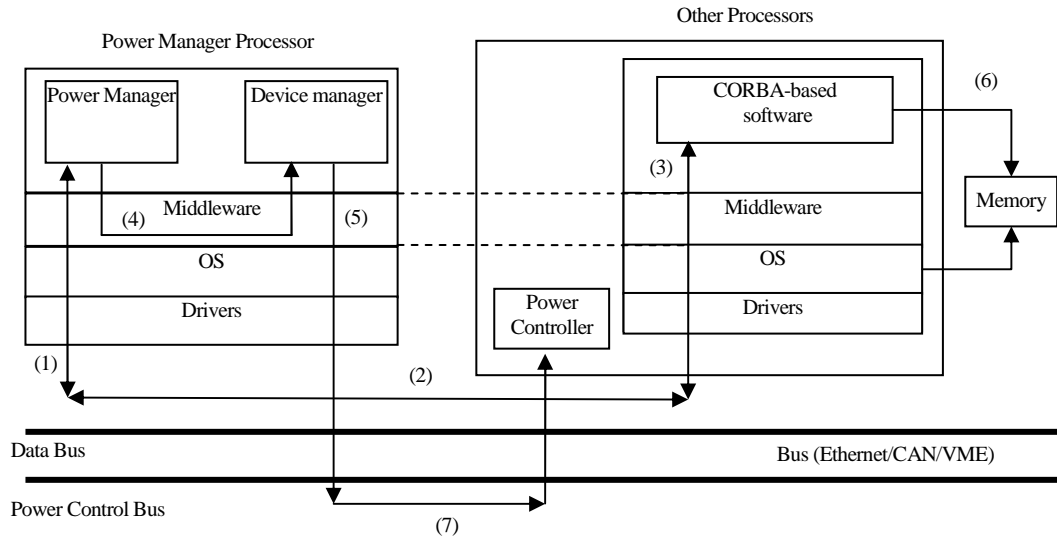 Other Processors
Power Manager Processor
Power Manager
Device manager
CORBA-based
software
(6)
(3)
Middleware
(4)
(5)
Middleware
Memory
OS
OS
Drivers
Power
Controller
Drivers
(1)
(2)
Data Bus
Bus (Ethernet/CAN/VME)
Power Control Bus
(7)